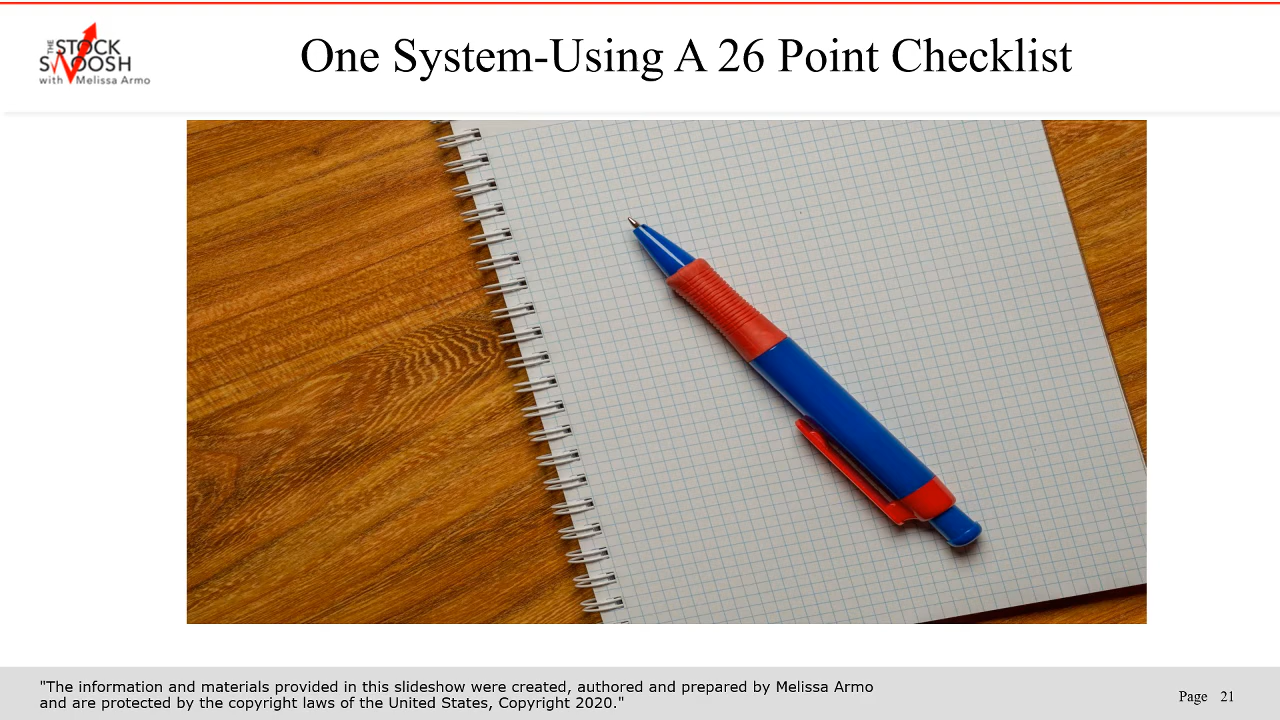 THE
STOCK
SWOOSH
with Melissa Armo
One System-Using A 26 Point Checklist
"The information and materials provided in this slideshow were created, authored and prepared by Melissa Armo
and are protected by the copyright laws of the United States, Copyright 2020."
Page 21